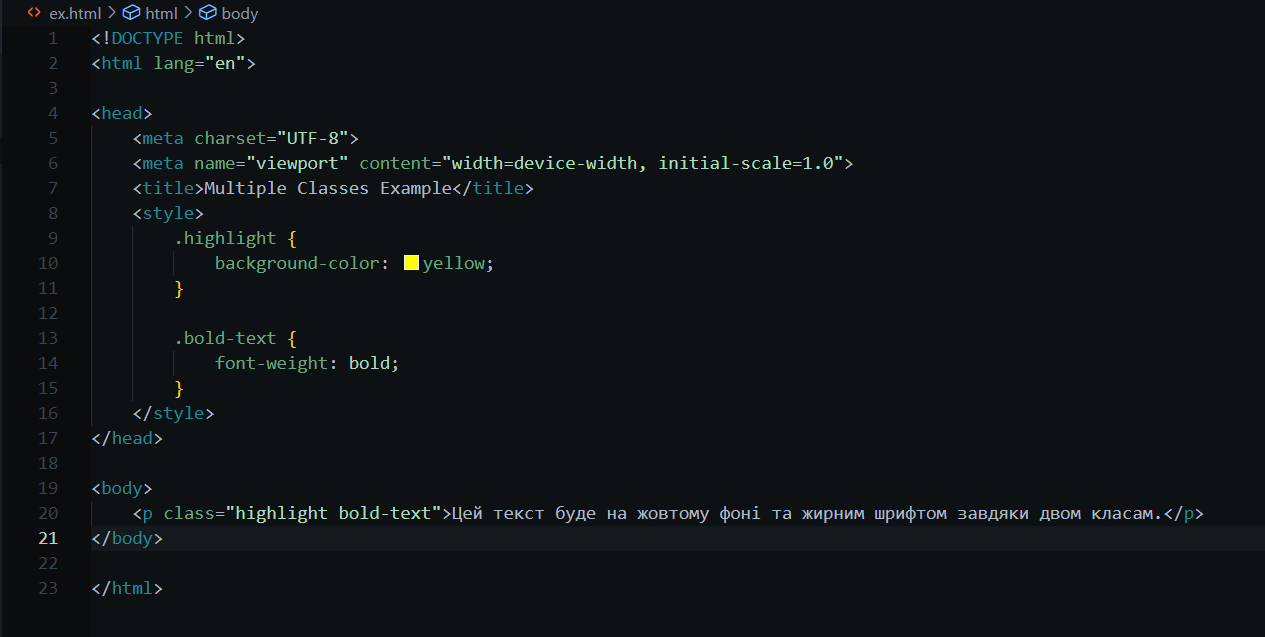 ex.html > html > body
1 <!DOCTYPE html>
2 <html lang="en">
3
4 <head>
5     <meta charset="UTF-8">
6     <meta name="viewport" content="width=device-width, initial-scale=1.0">
7     <title>Multiple Classes Example</title>
8     <style>
9         .highlight {
10             background-color: yellow;
11         }
12
13         .bold-text {
14             font-weight: bold;
15         }
16     </style>
17 </head>
18
19 <body>
20     <p class="highlight bold-text">Цей текст буде на жовтому фоні та жирним шрифтом завдяки двом класам.</p>
21 </body>
22
23 </html>